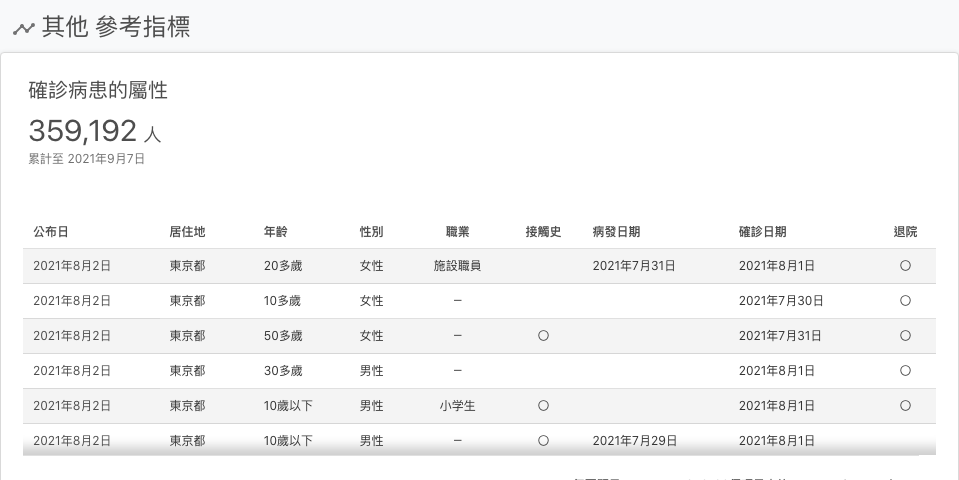 其他 參考指標
確診病患的屬性
359,192 人
累計至 2021年9月7日
公布日 居住地 年齡 性別 職業 接觸史 病發日期 確診日期 退院
2021年8月2日 東京都 20多歲 女性 施設職員 2021年7月31日 2021年8月1日 〇
2021年8月2日 東京都 10多歲 女性 − 2021年7月30日 〇
2021年8月2日 東京都 50多歲 女性 − 〇 2021年7月31日 〇
2021年8月2日 東京都 30多歲 男性 − 2021年8月1日 〇
2021年8月2日 東京都 10歲以下 男性 小学生 〇 2021年8月1日 〇
2021年8月2日 東京都 10歲以下 男性 − 〇 2021年7月29日 2021年8月1日